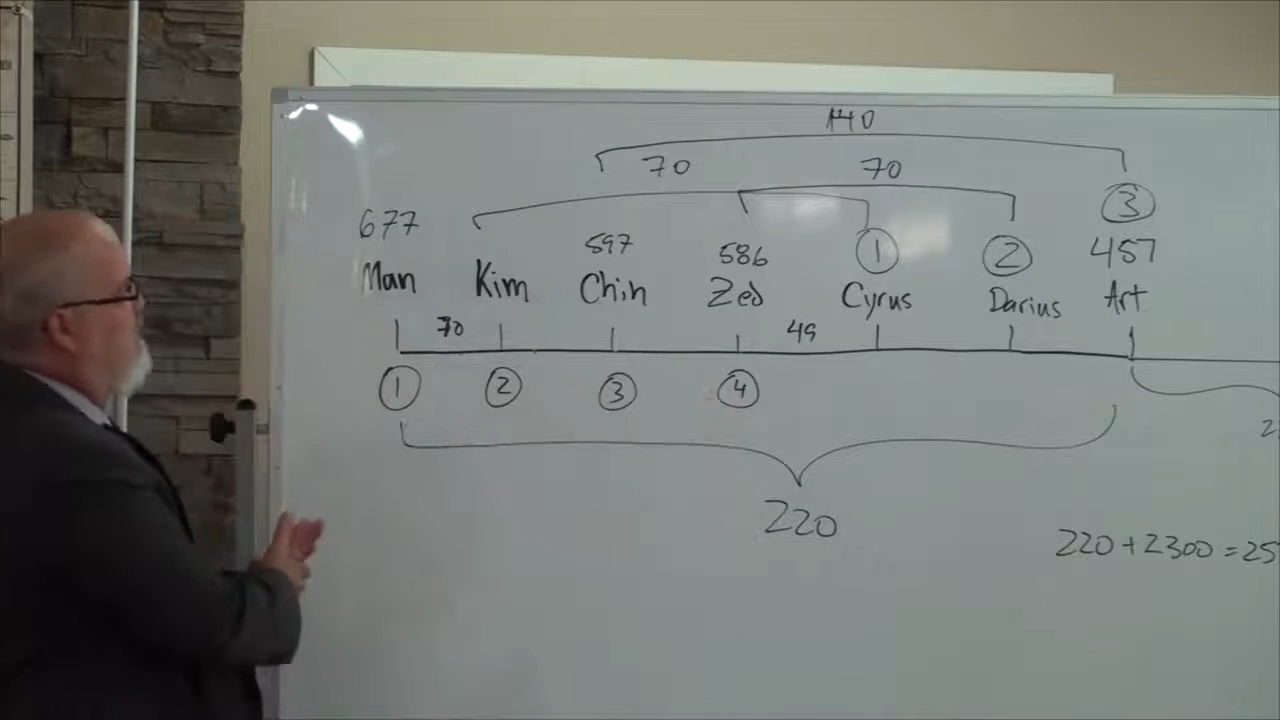 140
70 70
677 597 586 ① ② ③
457
Man Kim Chin Zed Cyrus Darius Art
70 49
① ② ③ ④
2
220
220+2300=25